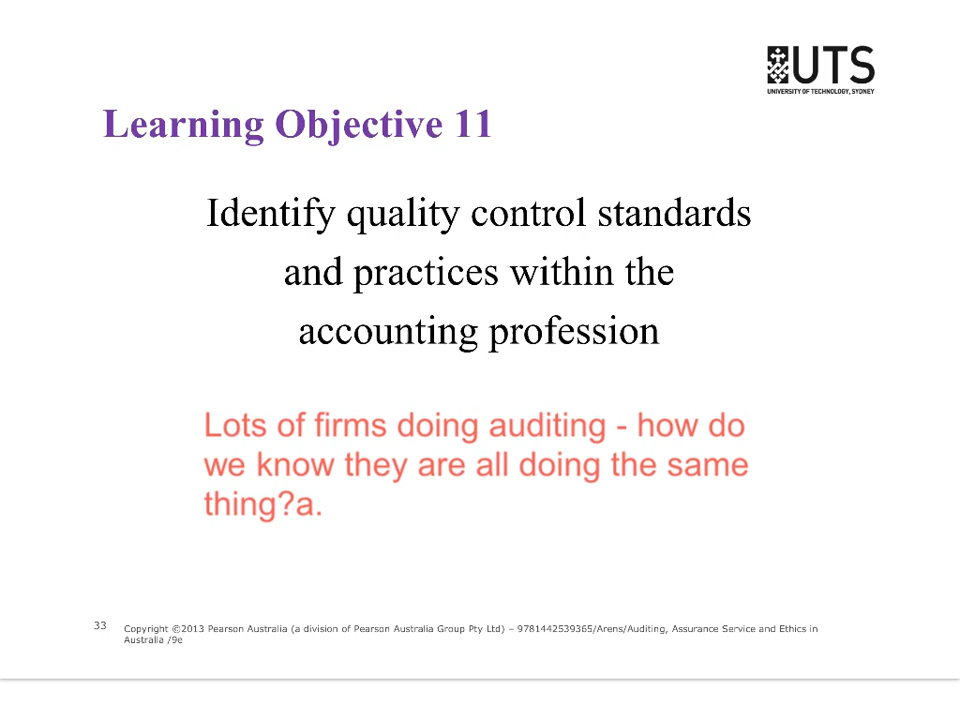 UTS
UNIVERSITY OF TECHNOLOGY, SYDNEY
Learning Objective 11
Identify quality control standards
and practices within the
accounting profession
Lots of firms doing auditing - how do
we know they are all doing the same
thing?a.
33
Copyright ©2013 Pearson Australia (a division of Pearson Australia Group Pty Ltd) – 9781442539365/Arens/Auditing, Assurance Service and Ethics in
Australia /9e